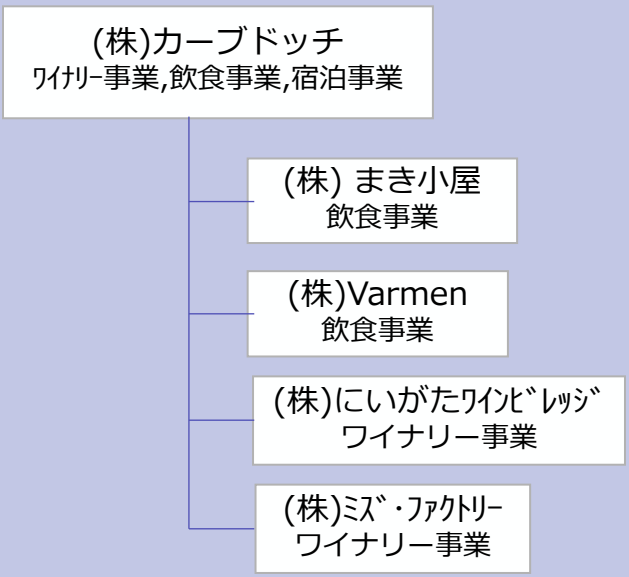 (株)カーブドッチ
ﾜｲﾅﾘｰ事業,飲食事業,宿泊事業
(株) まき小屋
飲食事業
(株)Varmen
飲食事業
(株)にいがたﾜｲﾝﾋﾞﾚｯｼﾞ
ワイナリー事業
(株)ﾐｽﾞ・ﾌｧｸﾄﾘｰ
ワイナリー事業